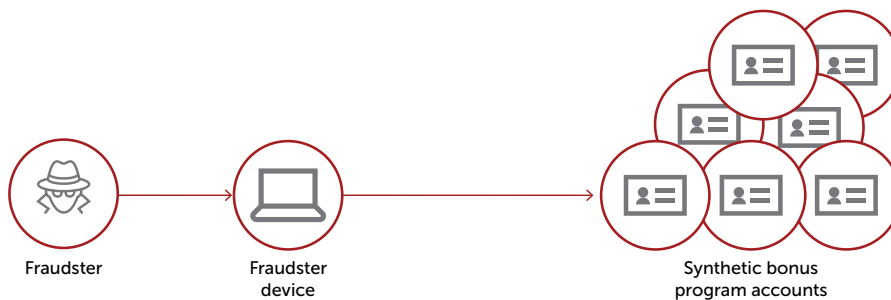 Fraudster
Fraudster
device
Synthetic bonus
program accounts